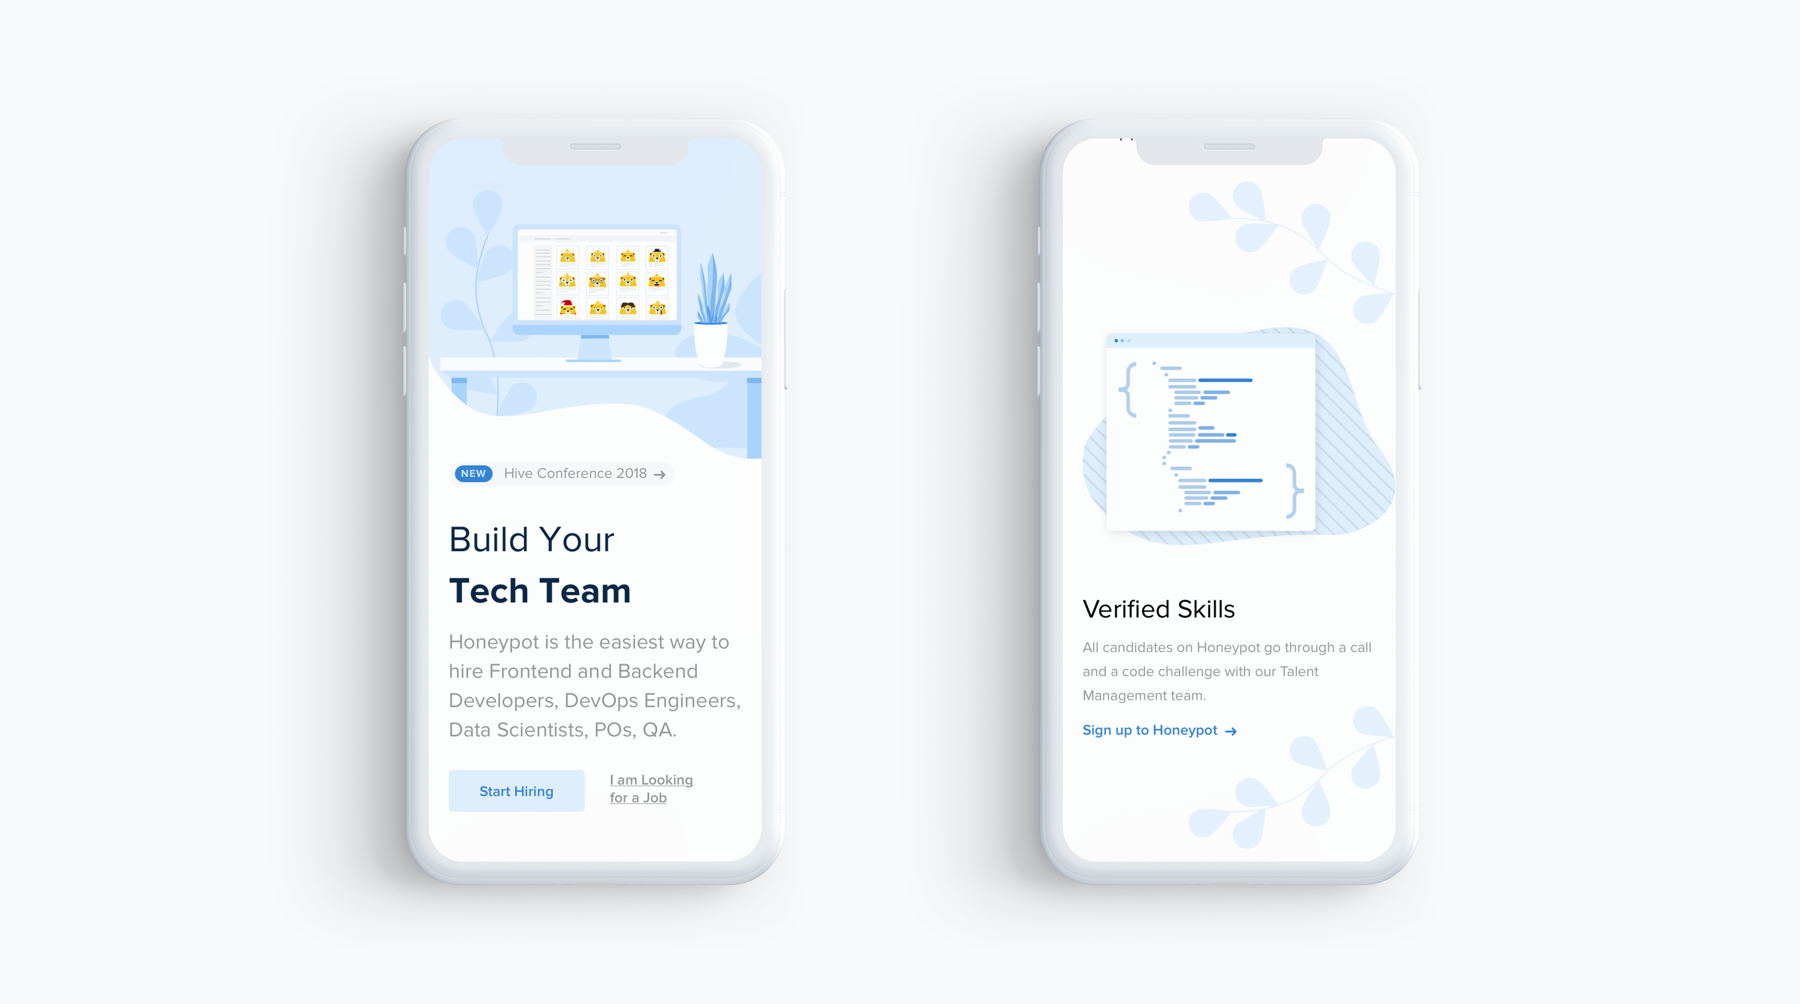 NEW Hive Conference 2018 →
Build Your
Tech Team
Honeypot is the easiest way to
hire Frontend and Backend
Developers, DevOps Engineers,
Data Scientists, POs, QA.
Start Hiring
I am Looking
for a Job
{
}
Verified Skills
All candidates on Honeypot go through a call
and a code challenge with our Talent
Management team.
Sign up to Honeypot →